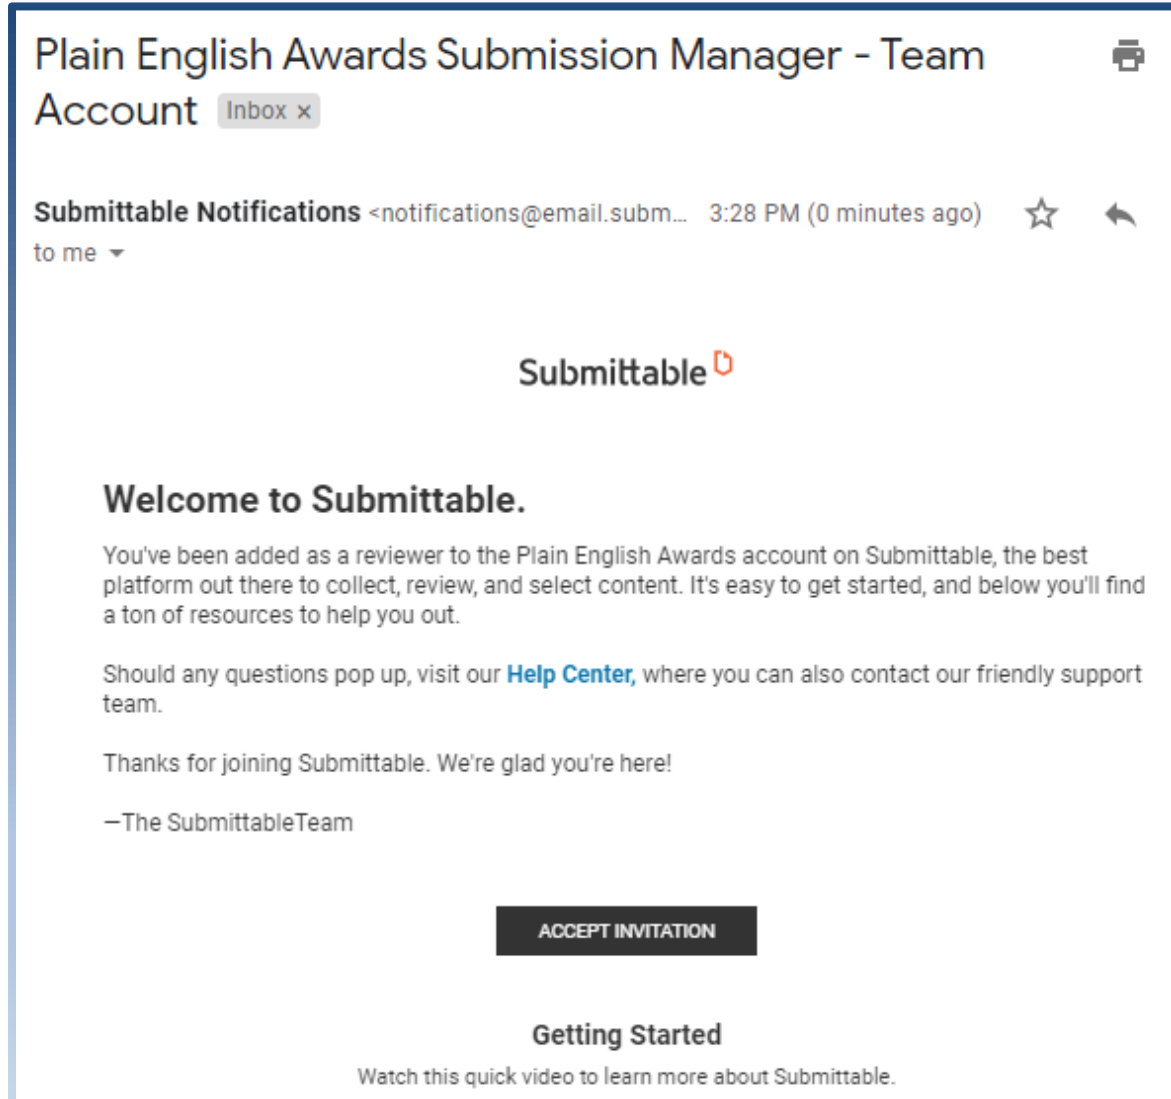 Plain English Awards Submission Manager - Team
Account Inbox x
Submittable Notifications <notifications@email.subm... 3:28 PM (0 minutes ago)
to me
Submittable
Welcome to Submittable.
You've been added as a reviewer to the Plain English Awards account on Submittable, the best
platform out there to collect, review, and select content. It's easy to get started, and below you'll find
a ton of resources to help you out.
Should any questions pop up, visit our Help Center, where you can also contact our friendly support
team.
Thanks for joining Submittable. We're glad you're here!
—The SubmittableTeam
ACCEPT INVITATION
Getting Started
Watch this quick video to learn more about Submittable.